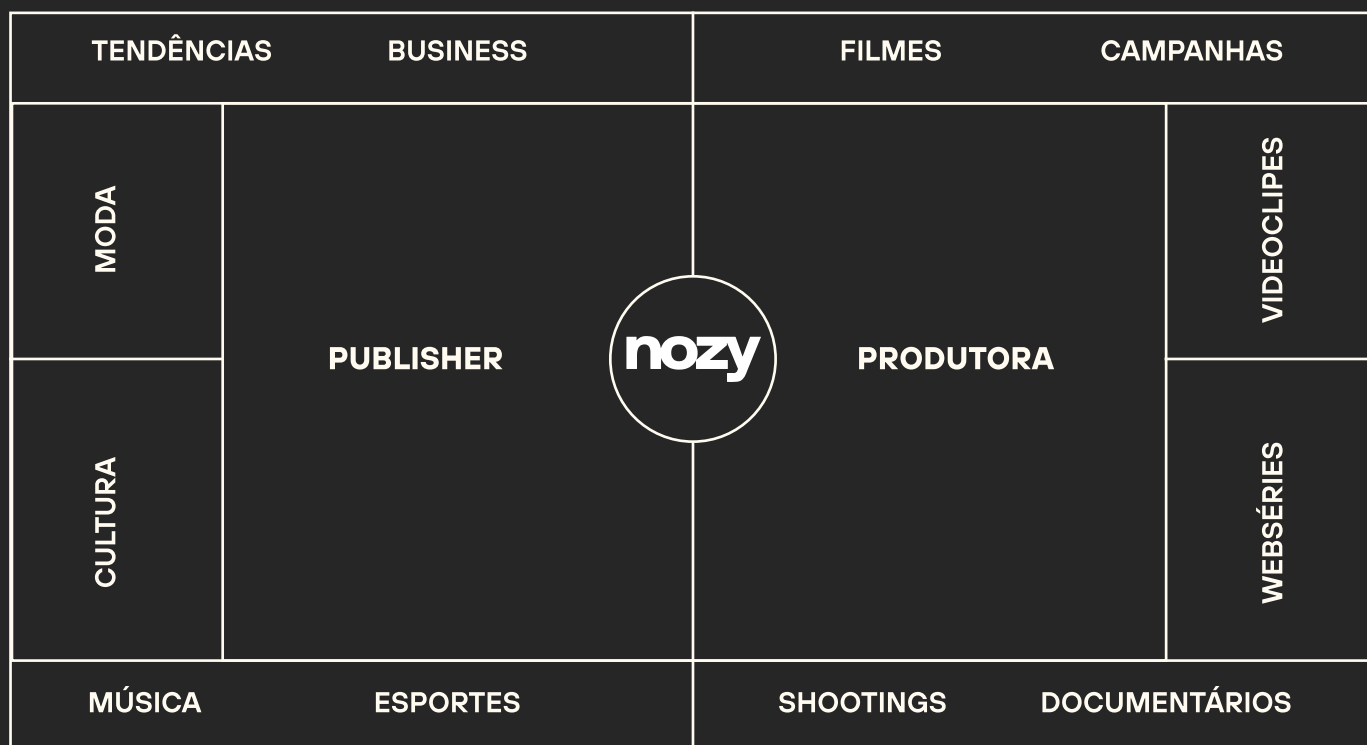 TENDÊNCIAS BUSINESS FILMES CAMPANHAS
MODA
CULTURA
PUBLISHER
nozy
PRODUTORA
VIDEOCLIPES
WEBSÉRIES
MÚSICA ESPORTES SHOOTINGS DOCUMENTÁRIOS